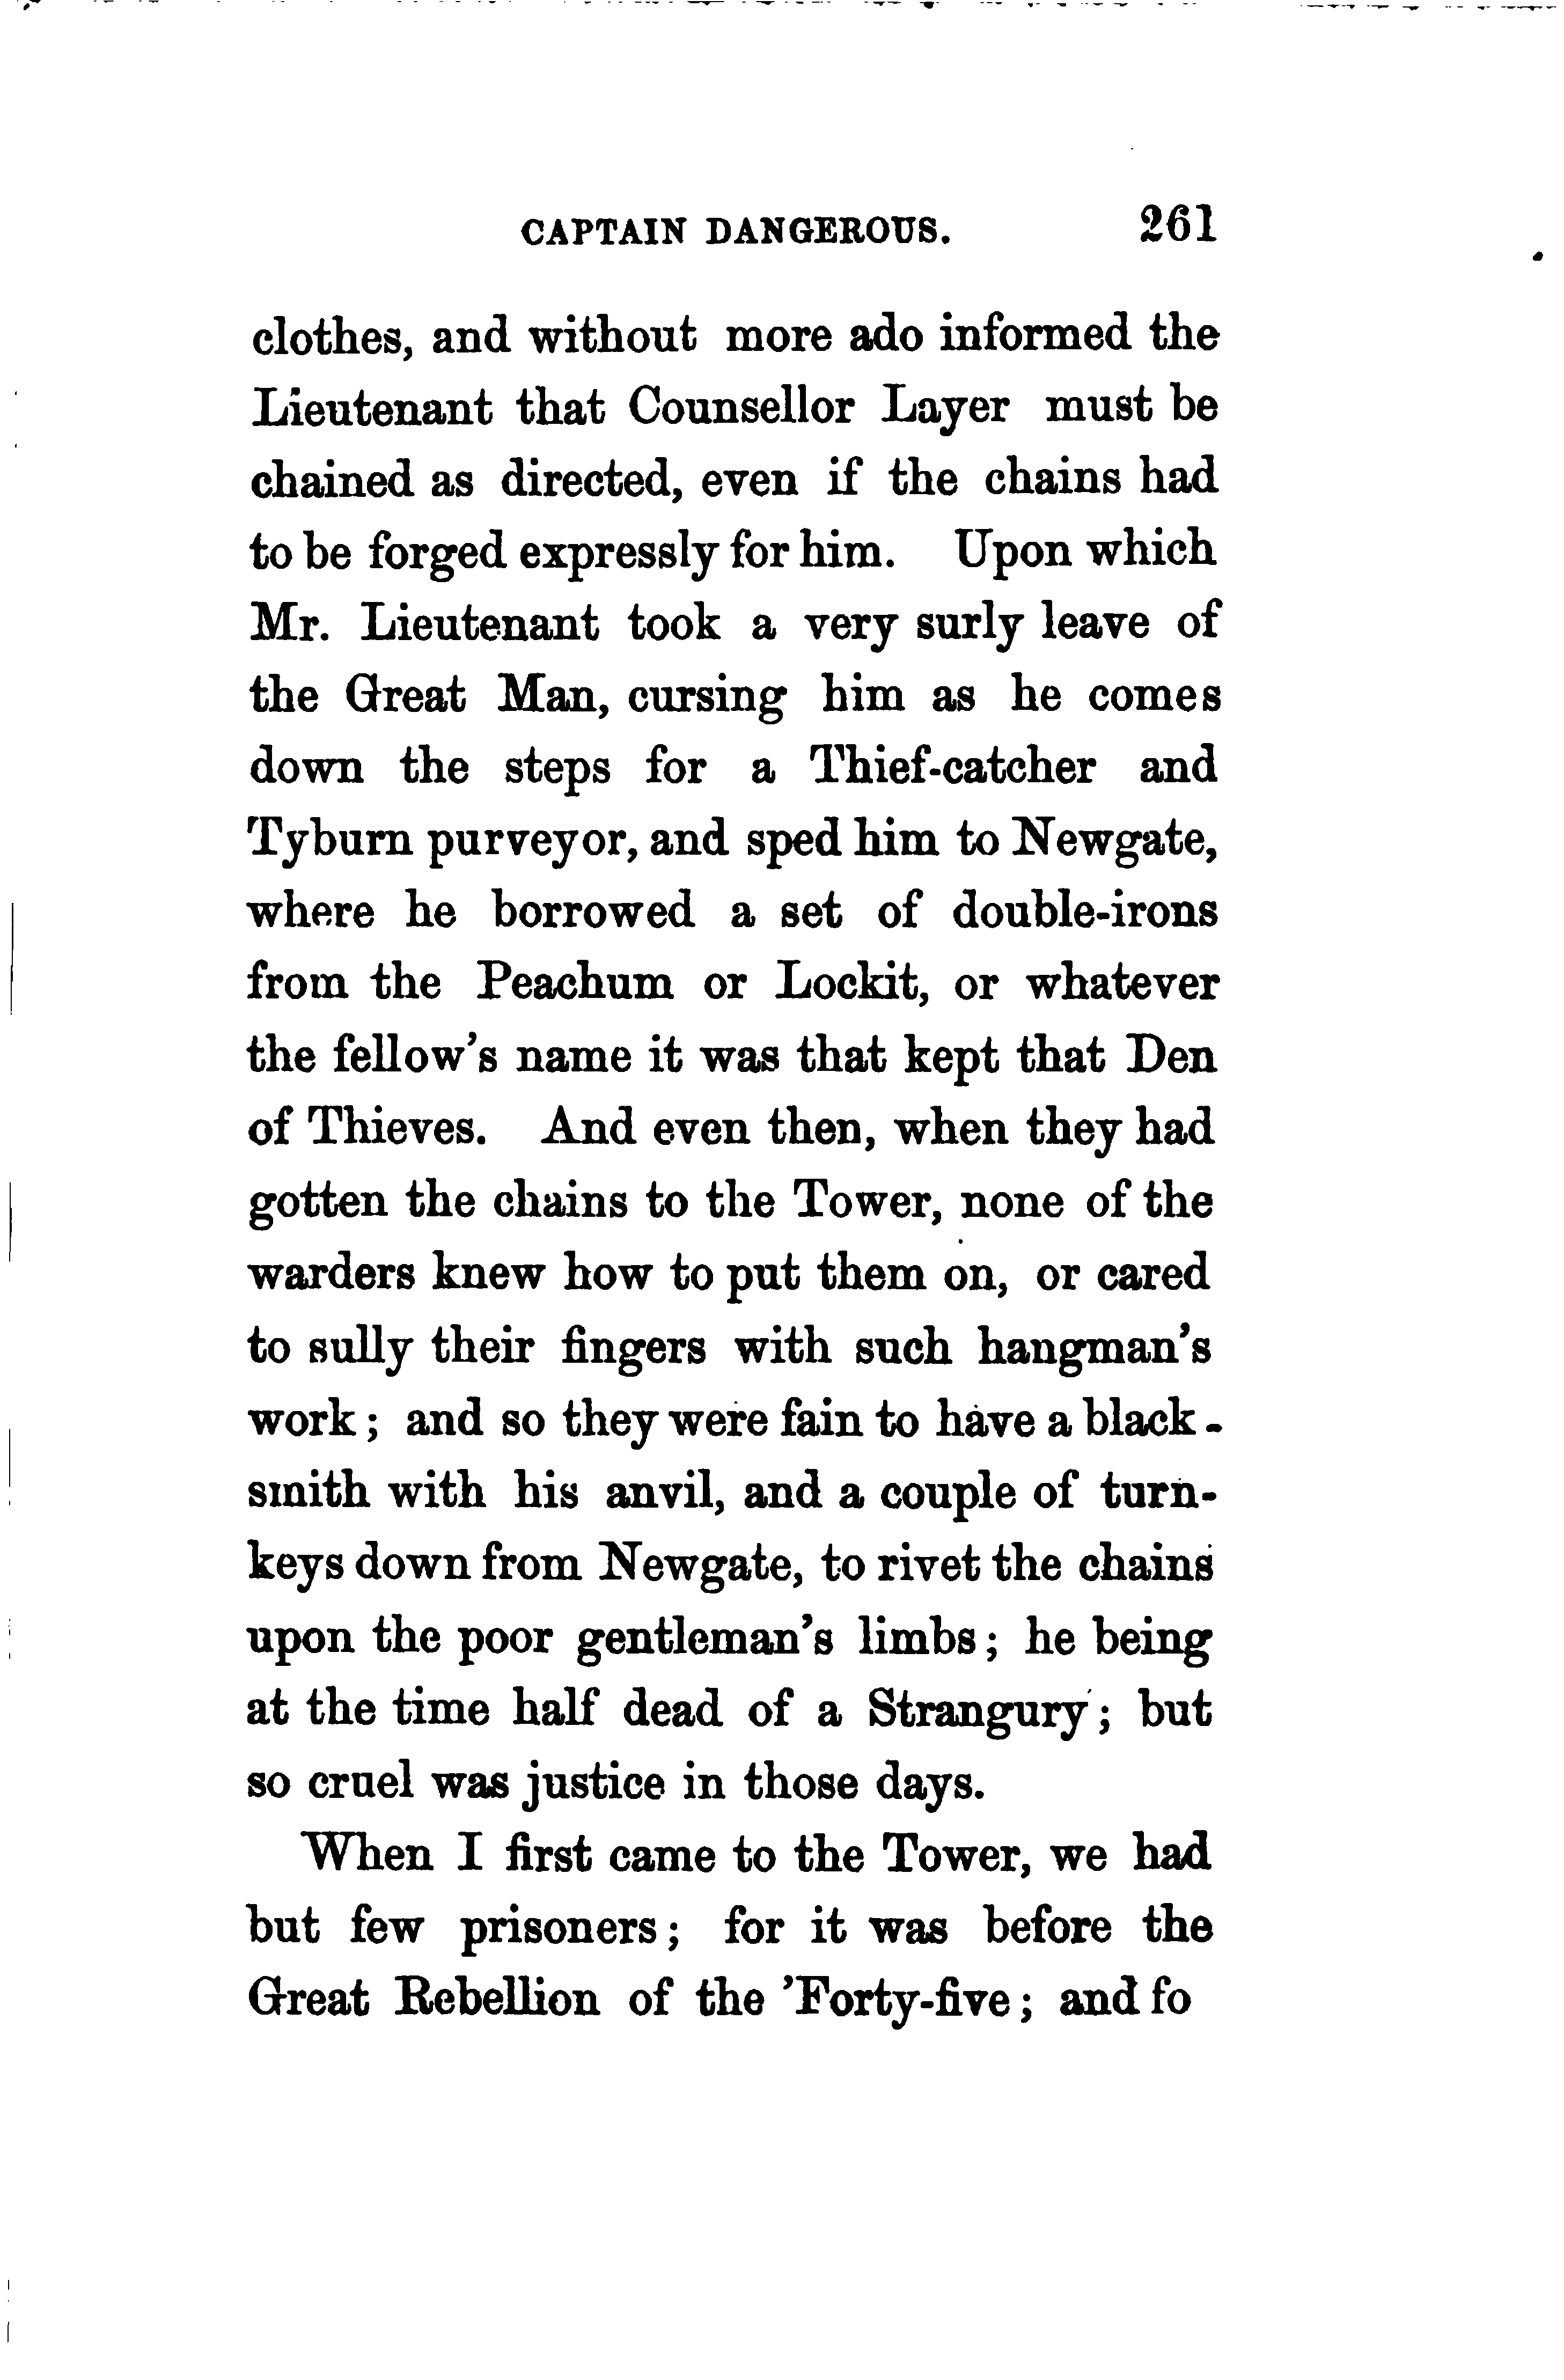 CAPTAIN DANGEROUS. 261
clothes, and without more ado informed the
Lieutenant that Counsellor Layer must be
chained as directed, even if the chains had
to be forged expressly for him. Upon which
Mr. Lieutenant took a very surly leave of
the Great Man, cursing him as he comes
down the steps for a Thief-catcher and
Tyburn purveyor, and sped him to Newgate,
where he borrowed a set of double-irons
from the Peachum or Lockit, or whatever
the fellow's name it was that kept that Den
of Thieves. And even then, when they had
gotten the chains to the Tower, none of the
warders knew how to put them on, or cared
to sully their fingers with such hangman's
work; and so they were fain to have a black-
smith with his anvil, and a couple of turn-
keys down from Newgate, to rivet the chains
upon the poor gentleman's limbs; he being
at the time half dead of a Strangury; but
so cruel was justice in those days.
When I first came to the Tower, we had
but few prisoners; for it was before the
Great Rebellion of the 'Forty-five; and fo